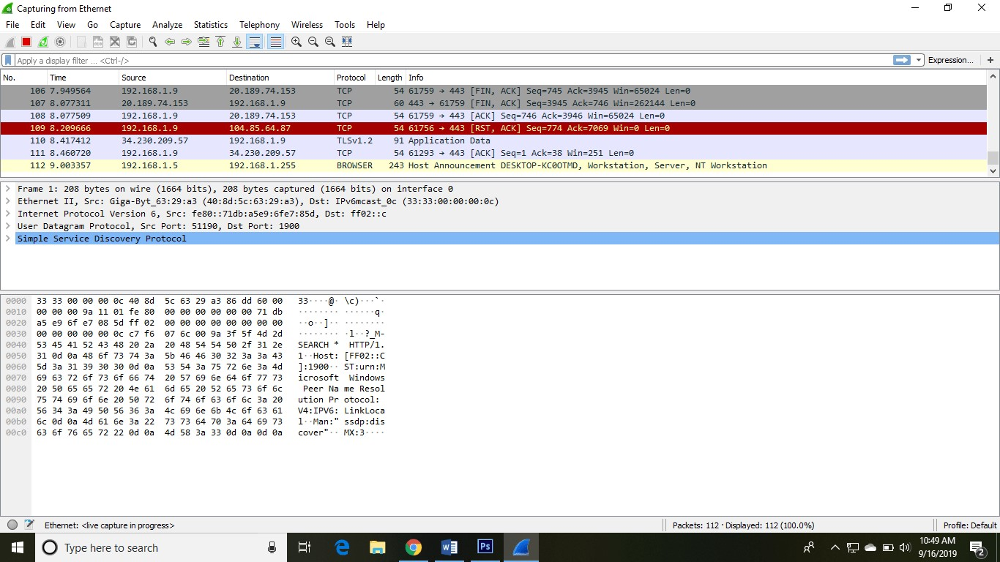 Capturing from Ethernet
File Edit View Go Capture Analyze Statistics Telephony Wireless Tools Help
Apply a display filter ... <Ctrl-/> Expression... +
No. Time Source Destination Protocol Length Info
106 7.949564 192.168.1.9 20.189.74.153 TCP 54 61759 → 443 [FIN, ACK] Seq=745 Ack=3945 Win=65024 Len=0
107 8.077311 20.189.74.153 192.168.1.9 TCP 60 443 → 61759 [FIN, ACK] Seq=3945 Ack=746 Win=262144 Len=0
108 8.077509 192.168.1.9 20.189.74.153 TCP 54 61759 → 443 [ACK] Seq=746 Ack=3946 Win=65024 Len=0
109 8.209666 192.168.1.9 104.85.64.87 TCP 54 61756 → 443 [RST, ACK] Seq=774 Ack=7069 Win=0 Len=0
110 8.417412 34.230.209.57 192.168.1.9 TLSv1.2 91 Application Data
111 8.460720 192.168.1.9 34.230.209.57 TCP 54 61293 → 443 [ACK] Seq=1 Ack=38 Win=251 Len=0
112 9.003357 192.168.1.5 192.168.1.255 BROWSER 243 Host Announcement DESKTOP-KC0OTMD, Workstation, Server, NT Workstation
Frame 1: 208 bytes on wire (1664 bits), 208 bytes captured (1664 bits) on interface 0
Ethernet II, Src: Giga-Byt_63:29:a3 (40:8d:5c:63:29:a3), Dst: IPv6mcast_0c (33:33:00:00:00:0c)
Internet Protocol Version 6, Src: fe80::71db:a5e9:6fe7:85d, Dst: ff02::c
User Datagram Protocol, Src Port: 51190, Dst Port: 1900
Simple Service Discovery Protocol
0000 33 33 00 00 00 0c 40 8d 5c 63 29 a3 86 dd 60 00 33····@· \c)···`·
0010 00 00 00 9a 11 01 fe 80 00 00 00 00 00 00 71 db ········ ······q·
0020 a5 e9 6f e7 08 5d ff 02 00 00 00 00 00 00 00 00 ··o··]·· ········
0030 00 00 00 00 00 0c c7 f6 07 6c 00 9a 3f 5f 4d 2d ········ ·l··?_M-
0040 53 45 41 52 43 48 20 2a 20 48 54 54 50 2f 31 2e SEARCH * HTTP/1.
0050 31 0d 0a 48 6f 73 74 3a 5b 46 46 30 32 3a 3a 43 1··Host: [FF02::C
0060 5d 3a 31 39 30 30 0d 0a 53 54 3a 75 72 6e 3a 4d ]:1900·· ST:urn:M
0070 69 63 72 6f 73 6f 66 74 20 57 69 6e 64 6f 77 73 icrosoft Windows
0080 20 50 65 65 72 20 4e 61 6d 65 20 52 65 73 6f 6c Peer Na me Resol
0090 75 74 69 6f 6e 20 50 72 6f 74 6f 63 6f 6c 3a 20 ution Pr otocol:
00a0 56 34 3a 49 50 56 36 3a 4c 69 6e 6b 4c 6f 63 61 V4:IPV6: LinkLoca
00b0 6c 0d 0a 4d 61 6e 3a 22 73 73 64 70 3a 64 69 73 l··Man:" ssdp:dis
00c0 63 6f 76 65 72 22 0d 0a 4d 58 3a 33 0d 0a 0d 0a cover"·· MX:3····
Ethernet: <live capture in progress> Packets: 112 · Displayed: 112 (100.0%) Profile: Default
Type here to search
Ps
10:49 AM
9/16/2019
2